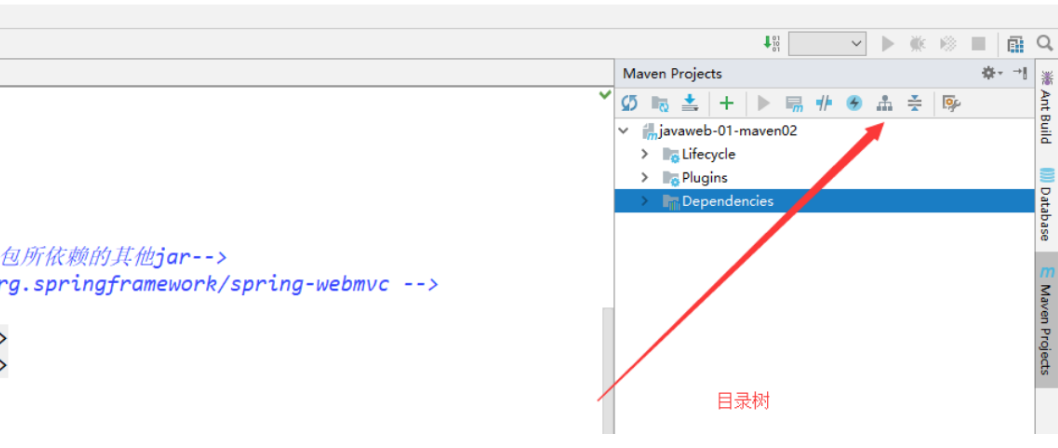 Maven Projects
javaweb-01-maven02
Lifecycle
Plugins
Dependencies
包所依赖的其他jar-->
rg.springframework/spring-webmvc -->
>
>
目录树
Ant Build
Database
m
Maven Projects